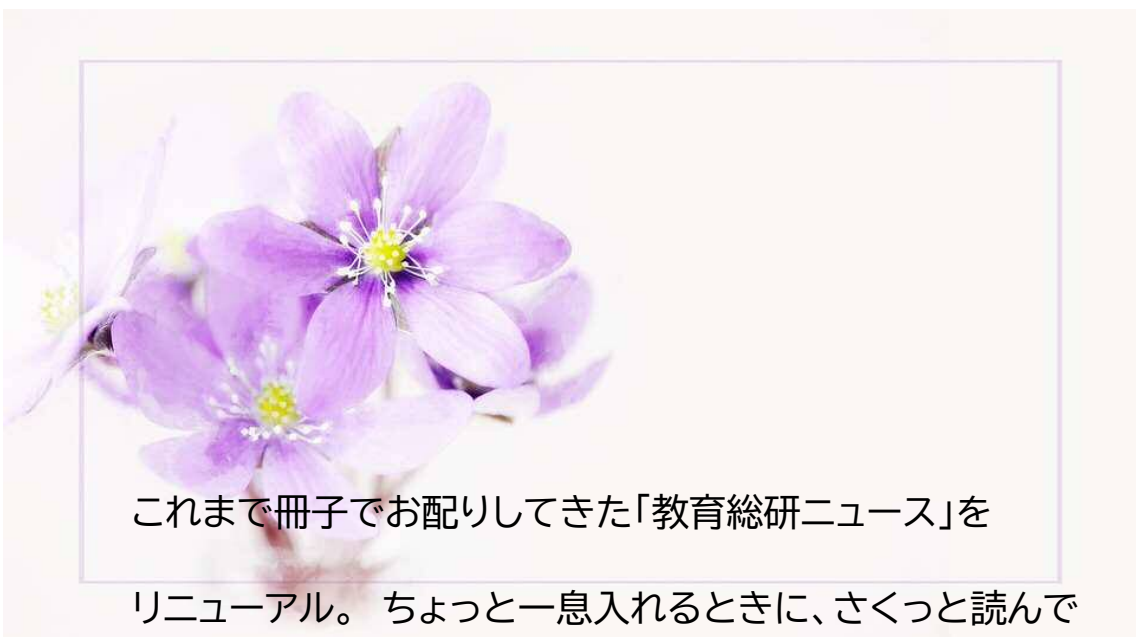 これまで冊子でお配りしてきた「教育総研ニュース」を
リニューアル。 ちょっと一息入れるときに、さくっと読んで